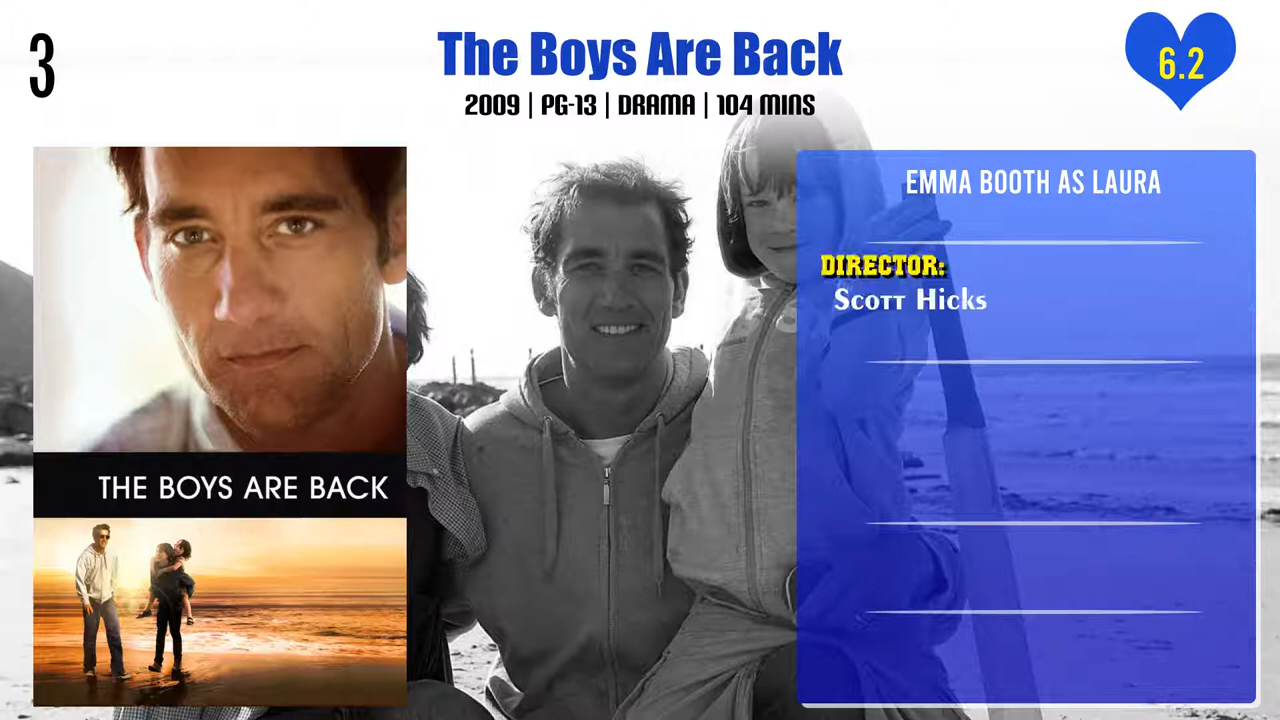 3
The Boys Are Back
2009 | PG-13 | DRAMA | 104 MINS
6.2
THE BOYS ARE BACK
EMMA BOOTH AS LAURA
DIRECTOR:
Scott Hicks